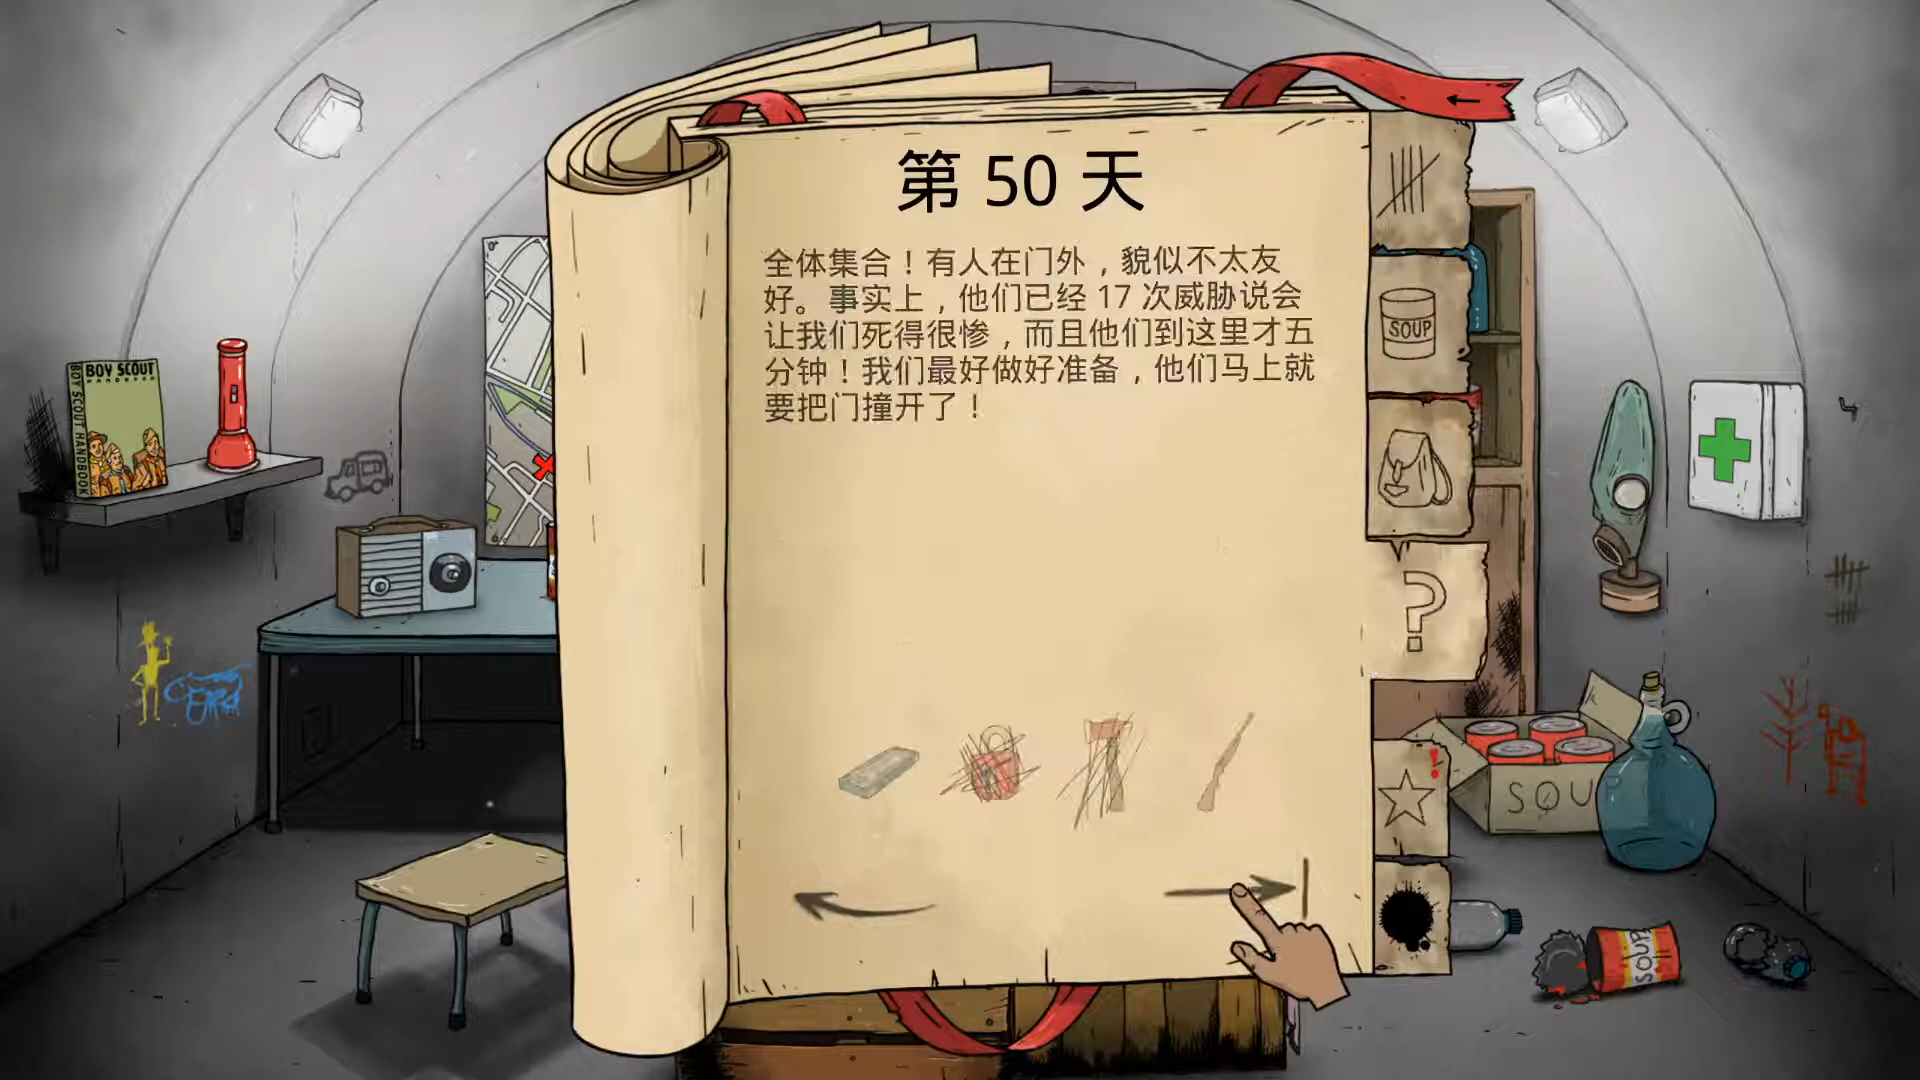 第 50 天
全体集合！有人在门外，貌似不太友
好。事实上，他们已经 17 次威胁说会
让我们死得很惨，而且他们到这里才五
分钟！我们最好做好准备，他们马上就
要把门撞开了！
BOY SCOUT
BOY SCOUT HANDBOOK
SOUP
SOU
SOUP